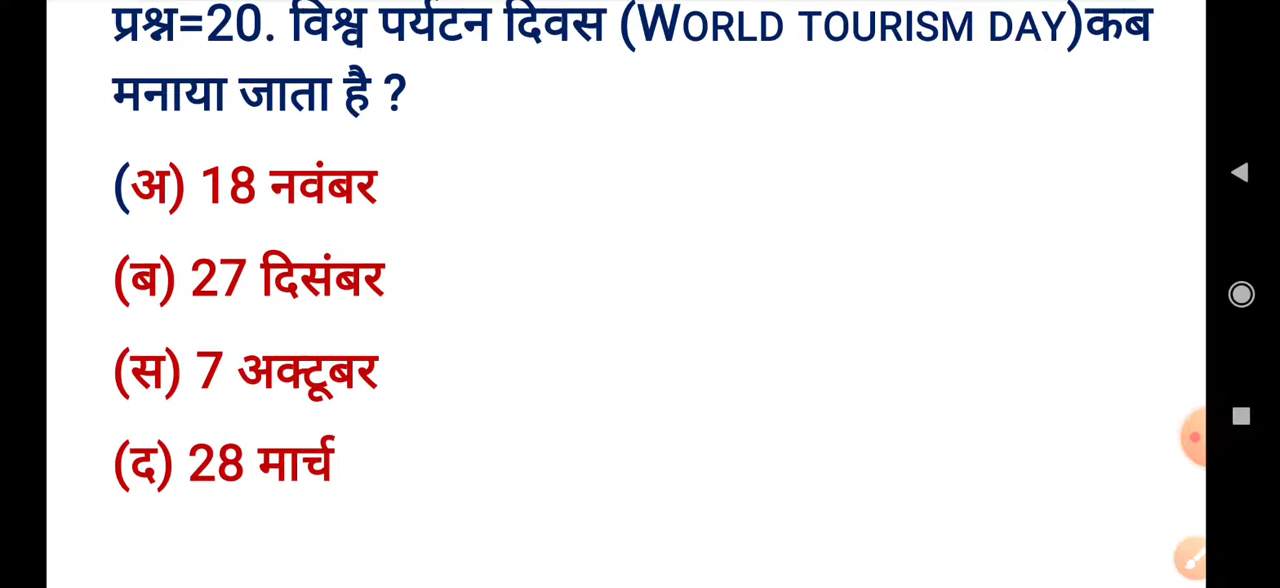 प्रश्न=20. विश्व पर्यटन दिवस (WORLD TOURISM DAY)कब
मनाया जाता है ?
(अ) 18 नवंबर
(ब) 27 दिसंबर
(स) 7 अक्टूबर
(द) 28 मार्च